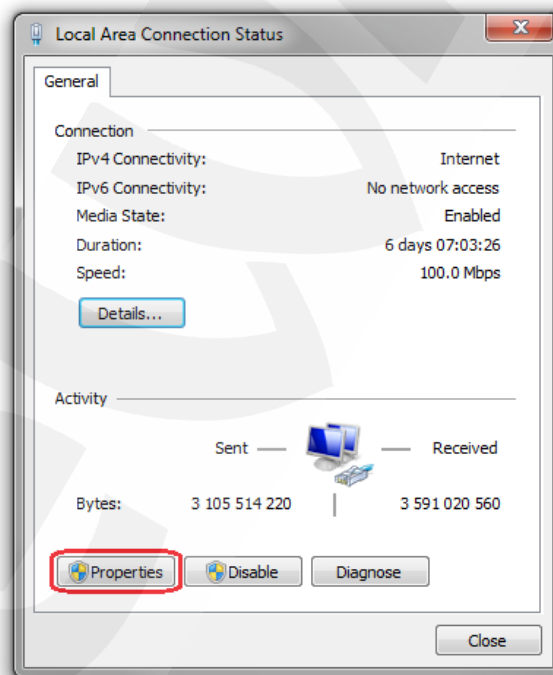 Local Area Connection Status
General
Connection
IPv4 Connectivity: Internet
IPv6 Connectivity: No network access
Media State: Enabled
Duration: 6 days 07:03:26
Speed: 100.0 Mbps
Details...
Activity
Sent Received
Bytes: 3 105 514 220 3 591 020 560
Properties Disable Diagnose
Close